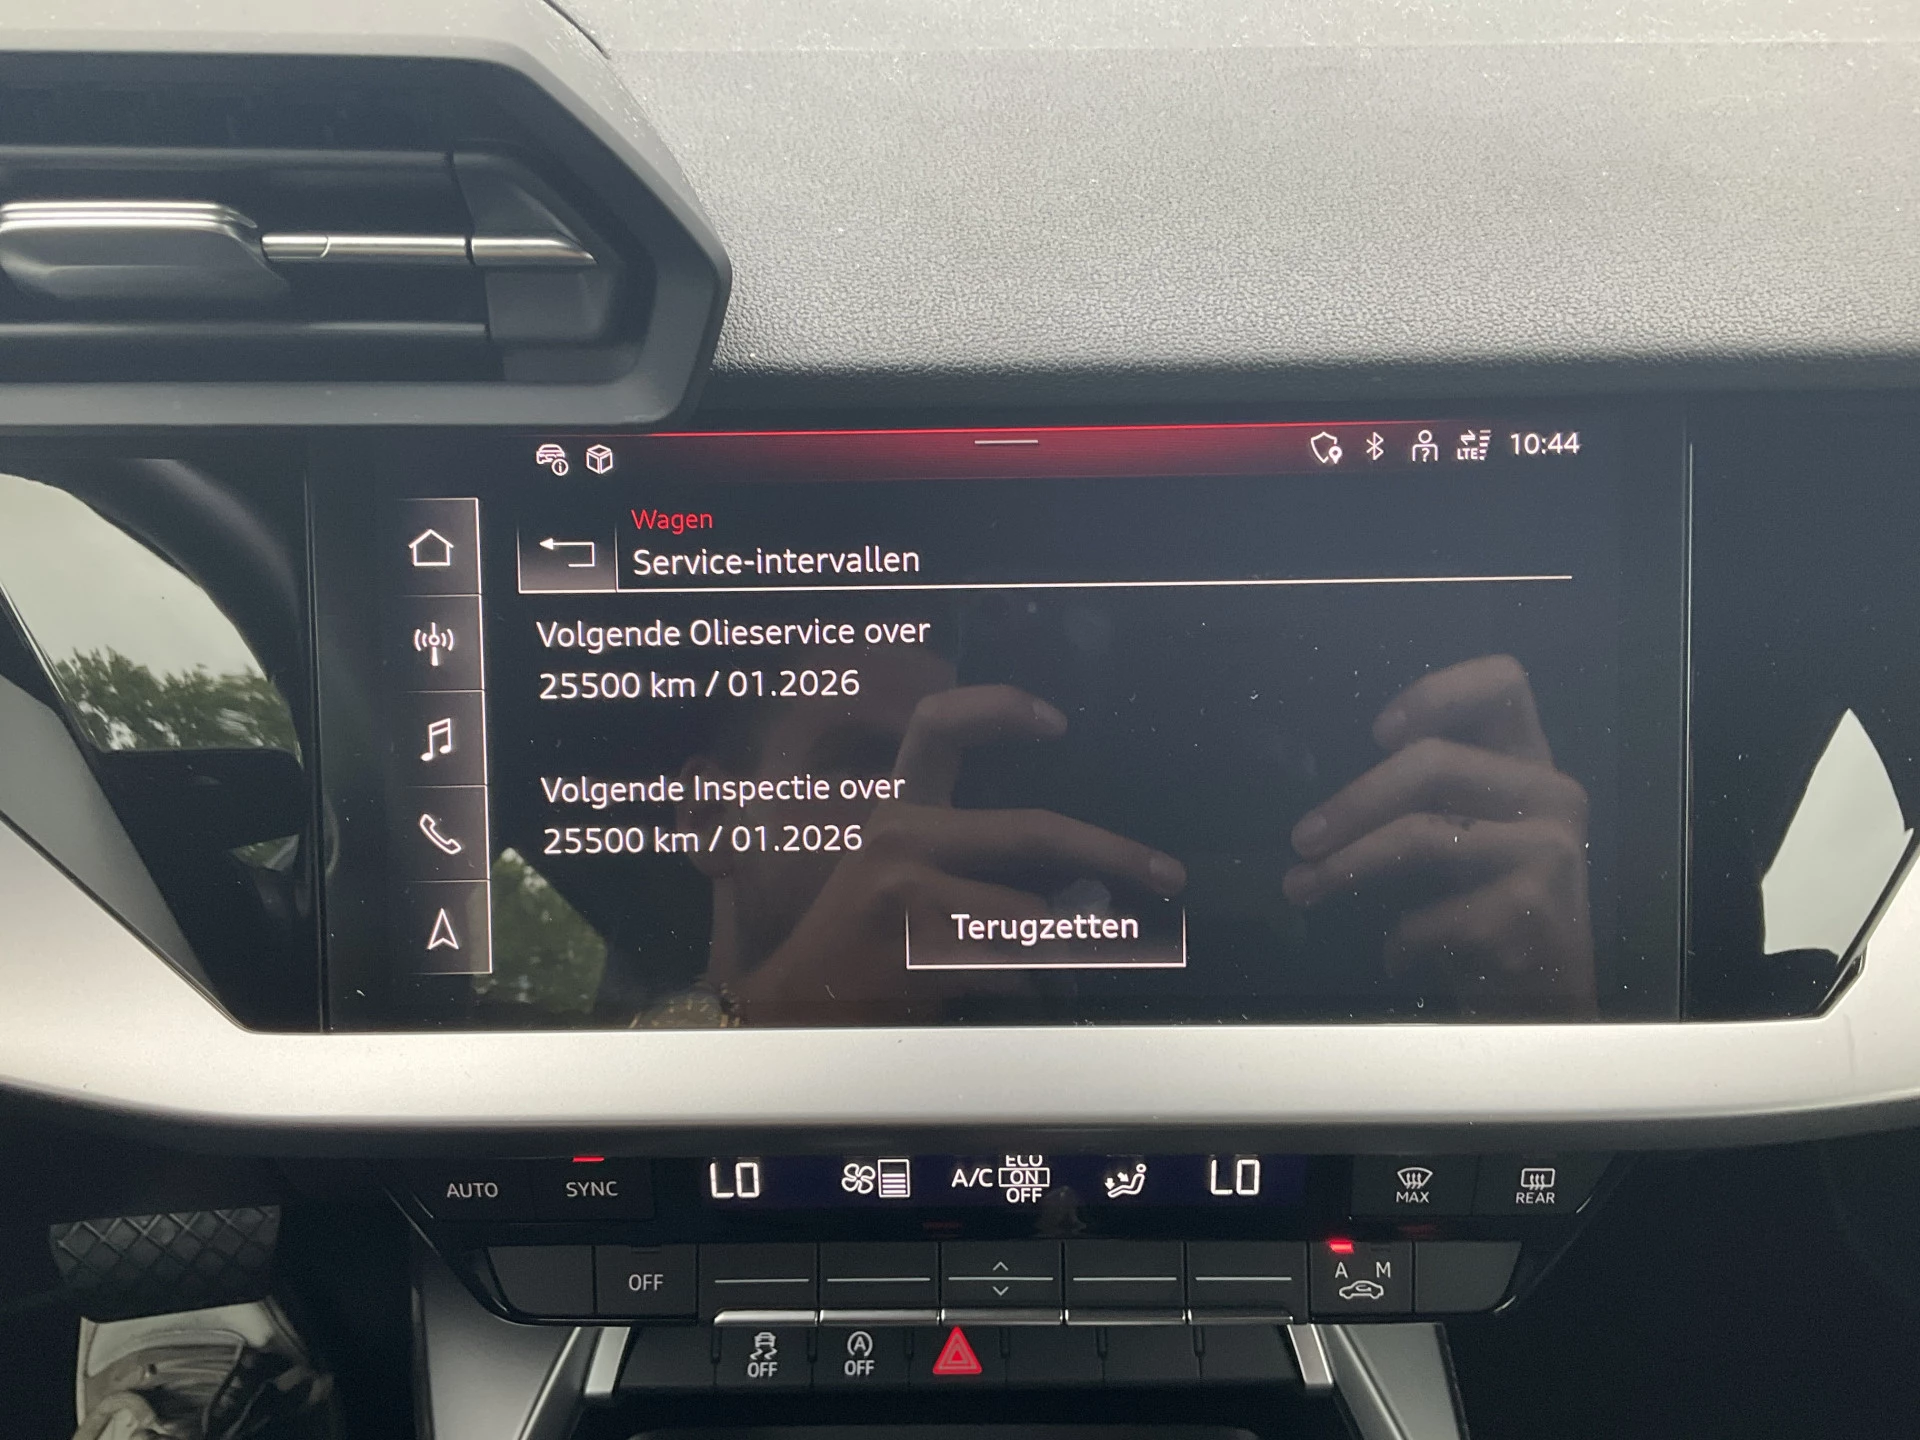 LTE
10:44
Wagen
Service-intervallen
Volgende Olieservice over
25500 km / 01.2026
Volgende Inspectie over
25500 km / 01.2026
Terugzetten
AUTO
SYNC
LO
A/C
ECO
ON
OFF
LO
MAX
REAR
OFF
A M
OFF
A
OFF